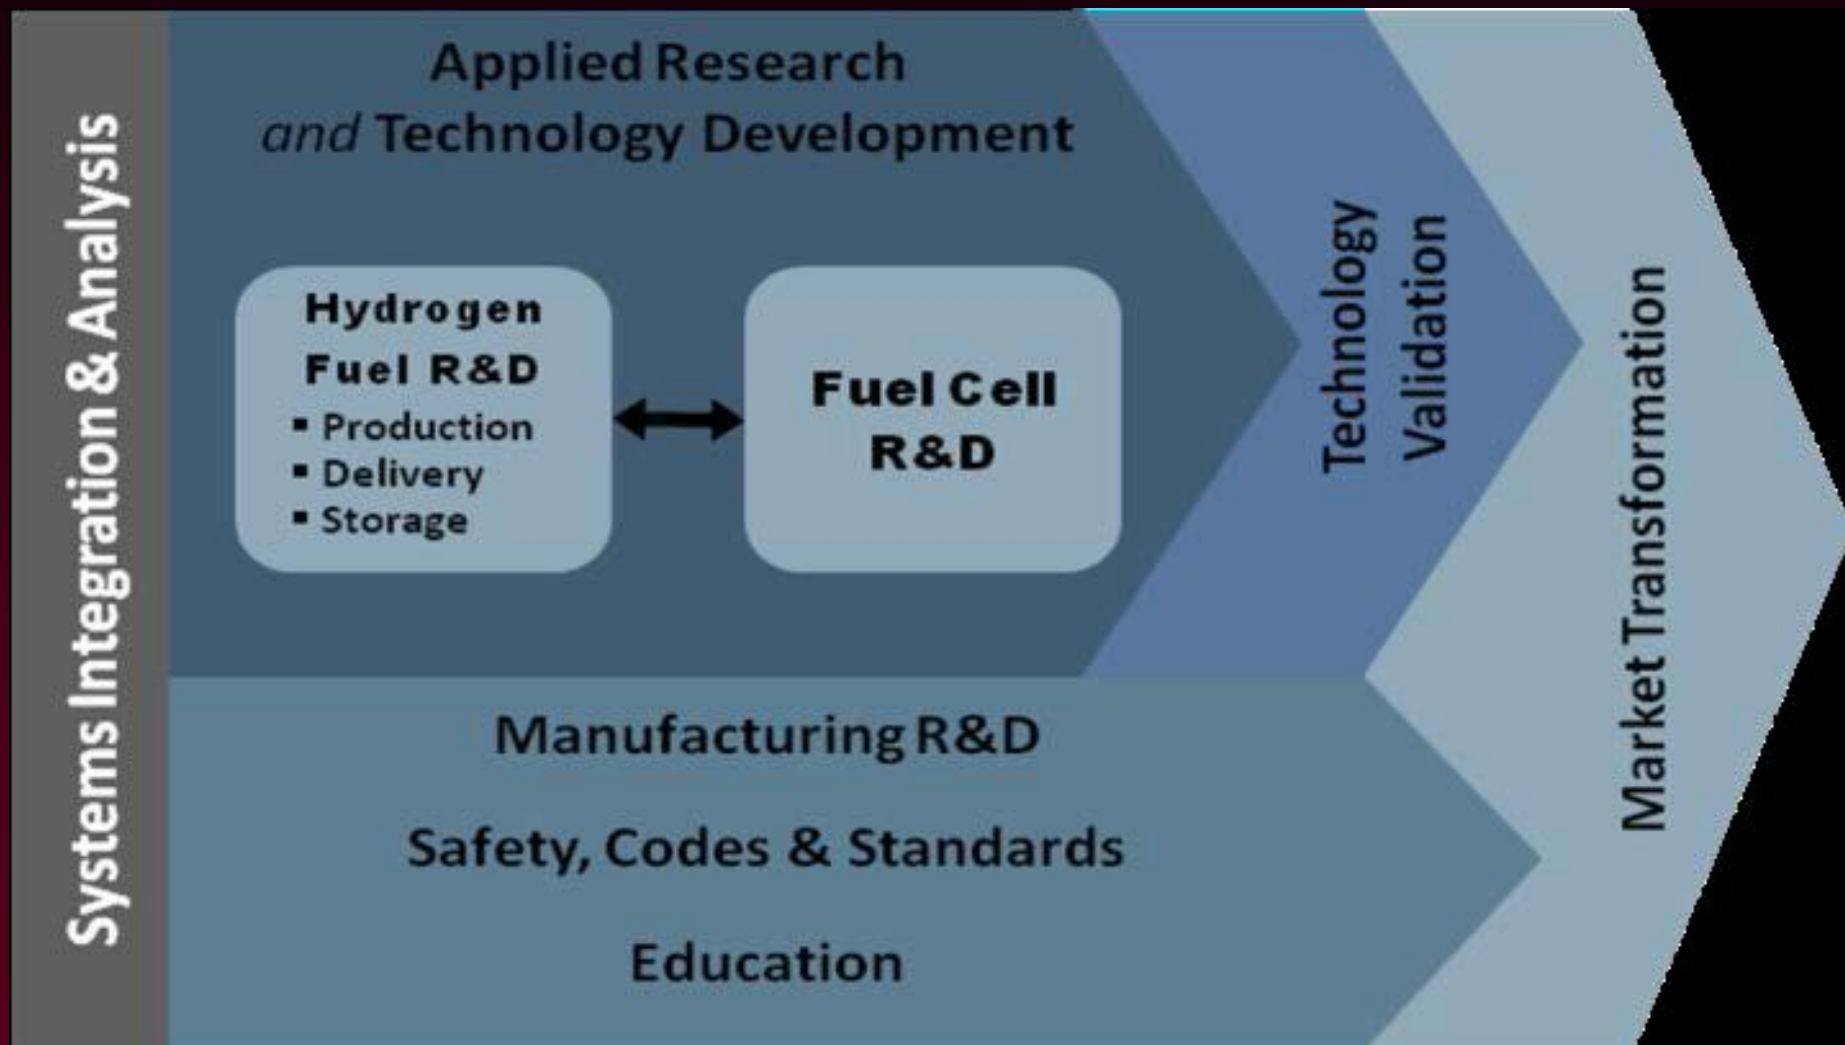 Systems Integration & Analysis
Applied Research
and Technology Development
Hydrogen
Fuel R&D
▪ Production
▪ Delivery
▪ Storage
Fuel Cell
R&D
Technology
Validation
Market Transformation
Manufacturing R&D
Safety, Codes & Standards
Education